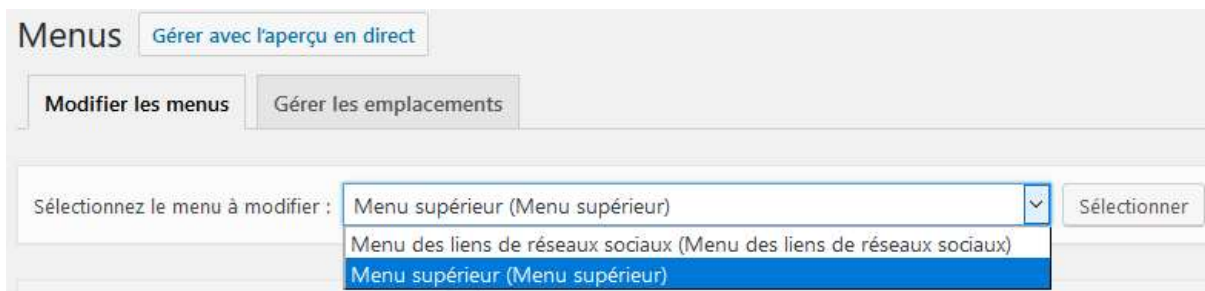 Menus Gérer avec l'aperçu en direct
Modifier les menus Gérer les emplacements
Sélectionnez le menu à modifier : Menu supérieur (Menu supérieur) Sélectionner
Menu des liens de réseaux sociaux (Menu des liens de réseaux sociaux)
Menu supérieur (Menu supérieur)